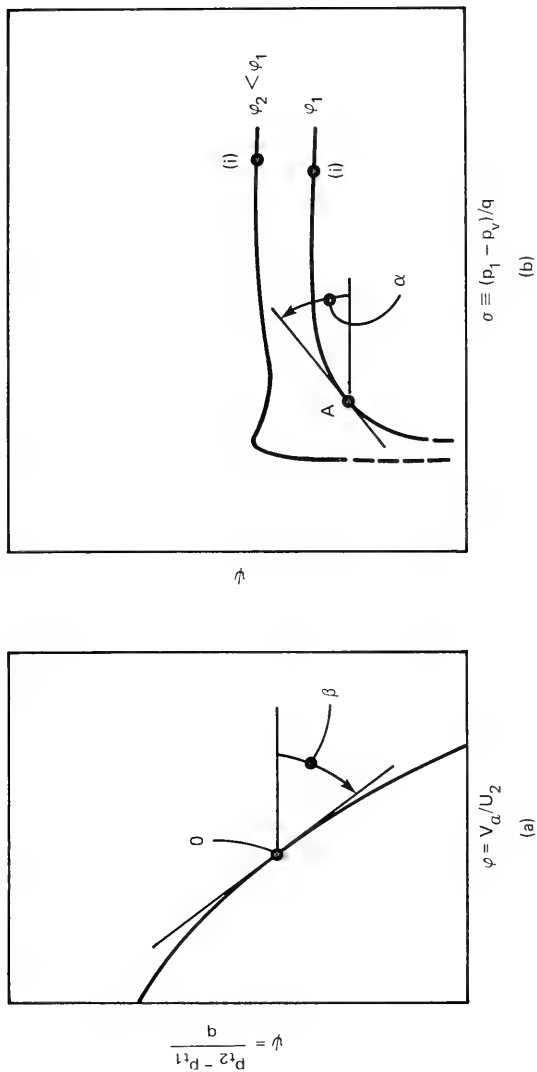 ψ = (p_t2 − p_t1)/q
0
β
φ = V_a/U_2
(a)
ψ
φ_2 < φ_1
(i)
φ_1
(i)
A
α
σ ≡ (p_1 − p_v)/q
(b)